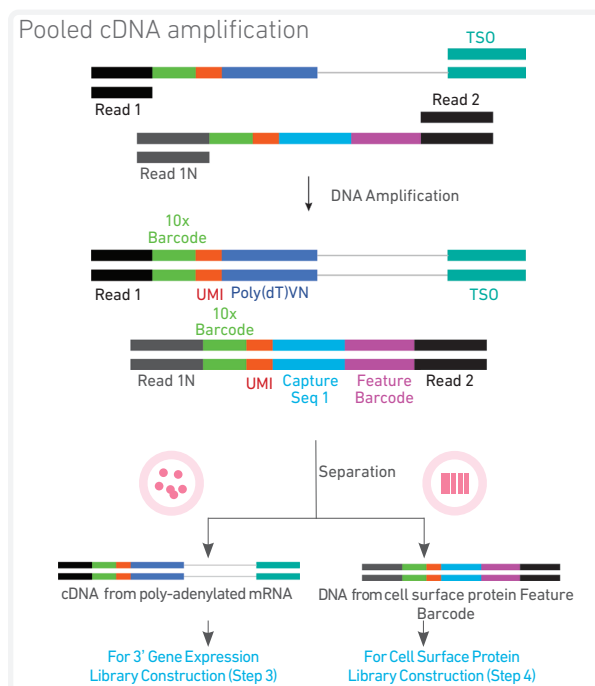 Pooled cDNA amplification
TSO
Read 1
Read 2
Read 1N
DNA Amplification
10x
Barcode
Read 1
UMI
Poly(dT)VN
TSO
10x
Barcode
Read 1N
UMI
Capture
Seq 1
Feature
Barcode
Read 2
Separation
cDNA from poly-adenylated mRNA
DNA from cell surface protein Feature
Barcode
For 3’ Gene Expression
Library Construction (Step 3)
For Cell Surface Protein
Library Construction (Step 4)